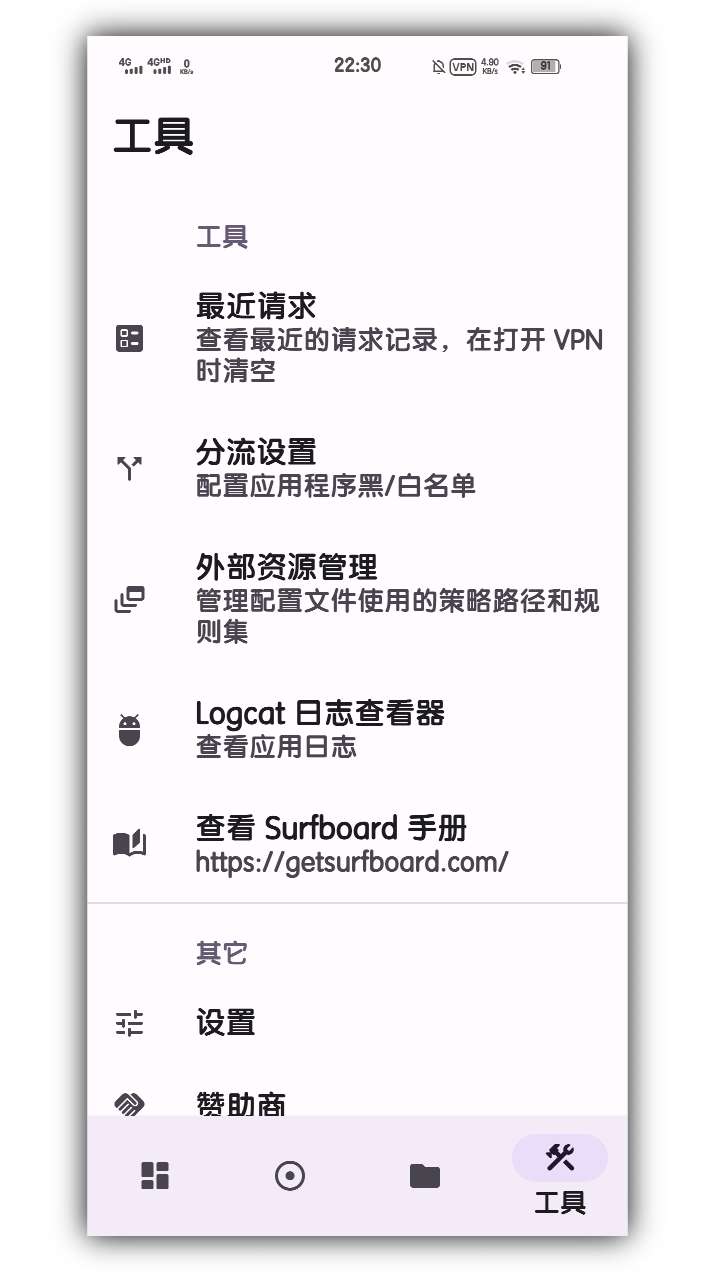 4G 4GHD 0 KB/s 22:30 VPN 4.90 KB/s 91
工具
工具
最近请求
查看最近的请求记录，在打开 VPN
时清空
分流设置
配置应用程序黑/白名单
外部资源管理
管理配置文件使用的策略路径和规
则集
Logcat 日志查看器
查看应用日志
查看 Surfboard 手册
https://getsurfboard.com/
其它
设置
赞助商
工具